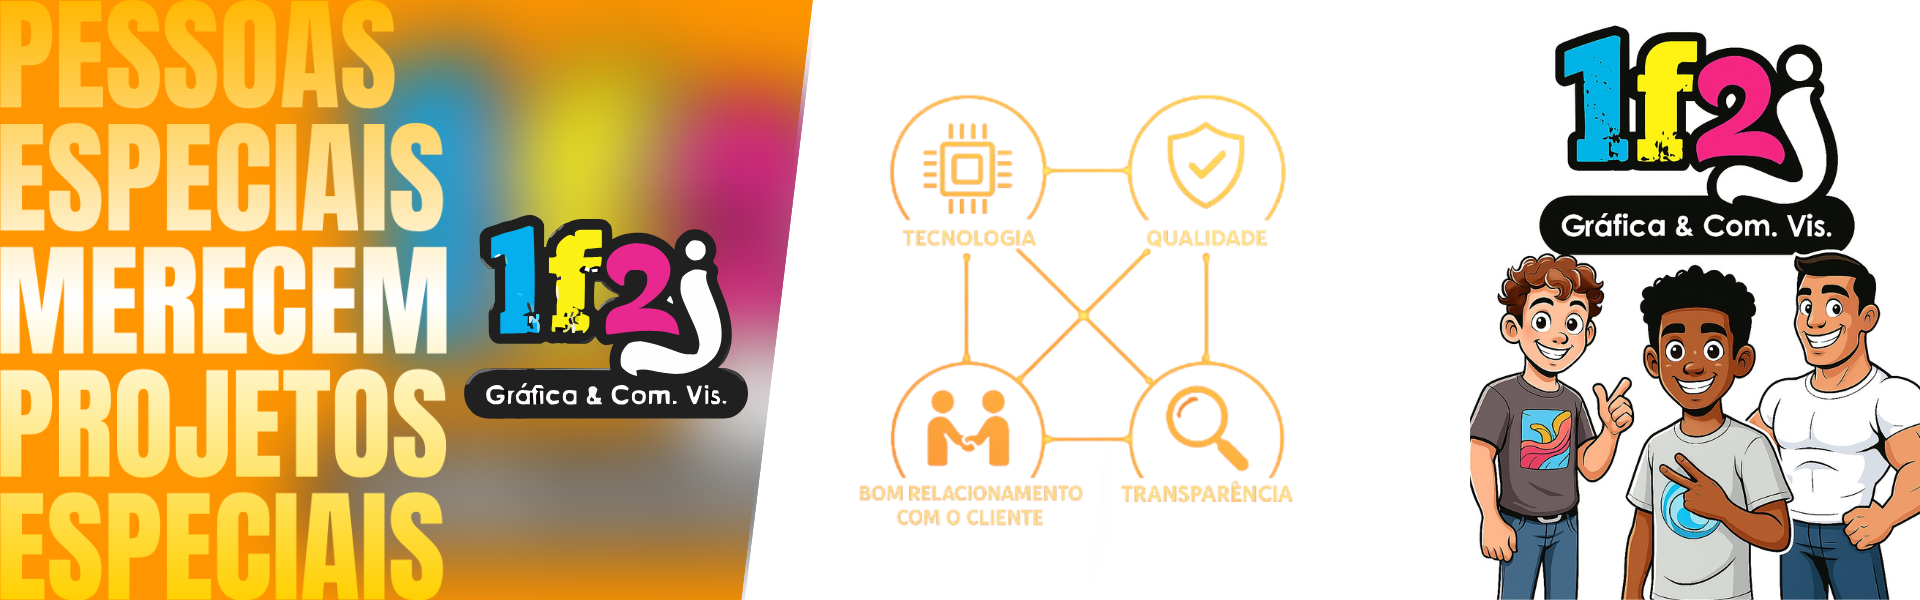 PESSOAS
ESPECIAIS
MERECEM
PROJETOS
ESPECIAIS
1f2j
Gráfica & Com. Vis.
TECNOLOGIA
QUALIDADE
BOM RELACIONAMENTO
COM O CLIENTE
TRANSPARÊNCIA
1f2j
Gráfica & Com. Vis.